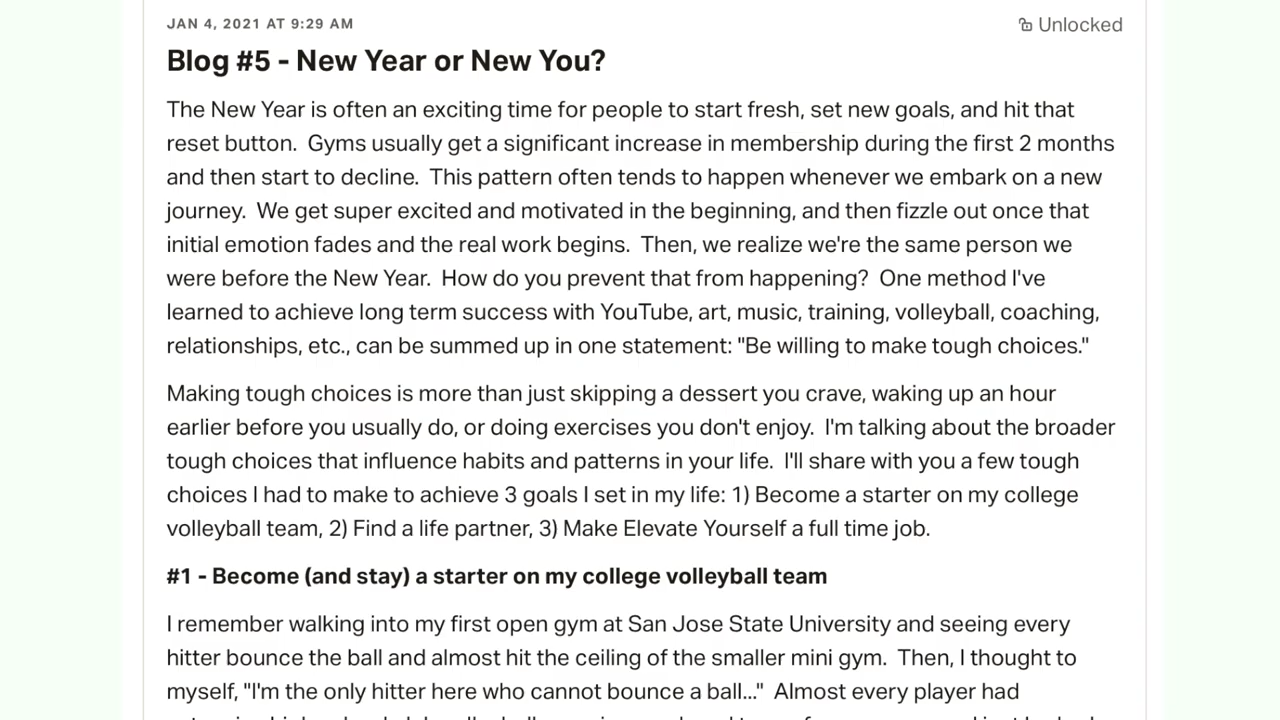 JAN 4, 2021 AT 9:29 AM
Unlocked
Blog #5 - New Year or New You?
The New Year is often an exciting time for people to start fresh, set new goals, and hit that
reset button.  Gyms usually get a significant increase in membership during the first 2 months
and then start to decline.  This pattern often tends to happen whenever we embark on a new
journey.  We get super excited and motivated in the beginning, and then fizzle out once that
initial emotion fades and the real work begins.  Then, we realize we're the same person we
were before the New Year.  How do you prevent that from happening?  One method I've
learned to achieve long term success with YouTube, art, music, training, volleyball, coaching,
relationships, etc., can be summed up in one statement: "Be willing to make tough choices."
Making tough choices is more than just skipping a dessert you crave, waking up an hour
earlier before you usually do, or doing exercises you don't enjoy.  I'm talking about the broader
tough choices that influence habits and patterns in your life.  I'll share with you a few tough
choices I had to make to achieve 3 goals I set in my life: 1) Become a starter on my college
volleyball team, 2) Find a life partner, 3) Make Elevate Yourself a full time job.
#1 - Become (and stay) a starter on my college volleyball team
I remember walking into my first open gym at San Jose State University and seeing every
hitter bounce the ball and almost hit the ceiling of the smaller mini gym.  Then, I thought to
myself, "I'm the only hitter here who cannot bounce a ball..."  Almost every player had